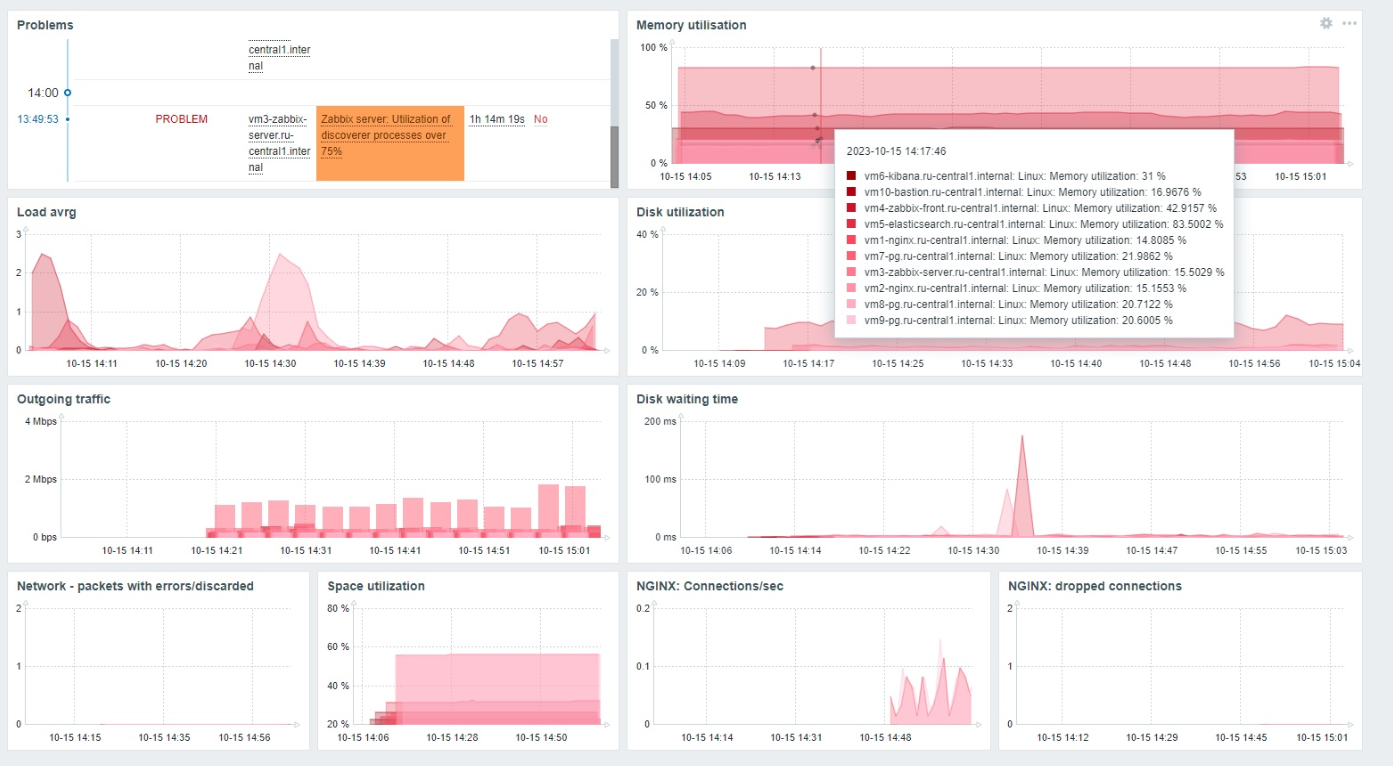 Problems
central1.inter
nal
14:00
13:49:53
PROBLEM
vm3-zabbix-
server.ru-
central1.inter
nal
Zabbix server: Utilization of
discoverer processes over
75%
1h 14m 19s
No
Memory utilisation
100 %
50 %
0 %
10-15 14:05
10-15 14:13
53
10-15 15:01
2023-10-15 14:17:46
vm6-kibana.ru-central1.internal: Linux: Memory utilization: 31 %
vm10-bastion.ru-central1.internal: Linux: Memory utilization: 16.9676 %
vm4-zabbix-front.ru-central1.internal: Linux: Memory utilization: 42.9157 %
vm5-elasticsearch.ru-central1.internal: Linux: Memory utilization: 83.5002 %
vm1-nginx.ru-central1.internal: Linux: Memory utilization: 14.8085 %
vm7-pg.ru-central1.internal: Linux: Memory utilization: 21.9862 %
vm3-zabbix-server.ru-central1.internal: Linux: Memory utilization: 15.5029 %
vm2-nginx.ru-central1.internal: Linux: Memory utilization: 15.1553 %
vm8-pg.ru-central1.internal: Linux: Memory utilization: 20.7122 %
vm9-pg.ru-central1.internal: Linux: Memory utilization: 20.6005 %
Load avrg
3
2
1
0
10-15 14:11
10-15 14:20
10-15 14:30
10-15 14:39
10-15 14:48
10-15 14:57
Disk utilization
40 %
20 %
0 %
10-15 14:09
10-15 14:17
10-15 14:25
10-15 14:33
10-15 14:40
10-15 14:48
10-15 14:56
10-15 15:04
Outgoing traffic
4 Mbps
2 Mbps
0 bps
10-15 14:11
10-15 14:21
10-15 14:31
10-15 14:41
10-15 14:51
10-15 15:01
Disk waiting time
200 ms
100 ms
0 ms
10-15 14:06
10-15 14:14
10-15 14:22
10-15 14:30
10-15 14:39
10-15 14:47
10-15 14:55
10-15 15:03
Network - packets with errors/discarded
2
1
0
10-15 14:15
10-15 14:35
10-15 14:56
Space utilization
80 %
60 %
40 %
20 %
10-15 14:06
10-15 14:28
10-15 14:50
NGINX: Connections/sec
0.2
0.1
0
10-15 14:14
10-15 14:31
10-15 14:48
NGINX: dropped connections
2
1
0
10-15 14:12
10-15 14:29
10-15 14:45
10-15 15:01